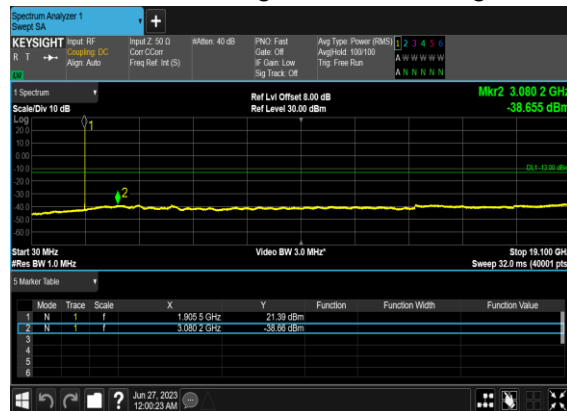 Spectrum Analyzer 1
Swept SA
+
KEYSIGHT Input: RF Input Z: 50 Ω #Atten: 40 dB PNO: Fast Avg Type: Power (RMS) 1 2 3 4 5 6
R T Coupling: DC Corr CCorr Gate: Off Avg|Hold: 100/100 A W W W W W
Align: Auto Freq Ref: Int (S) IF Gain: Low Trig: Free Run
LW Sig Track: Off A N N N N N
1 Spectrum Ref Lvl Offset 8.00 dB Mkr2 3.080 2 GHz
Scale/Div 10 dB Ref Level 30.00 dBm -38.655 dBm
Log
20.0
10.0
0.00
-10.0
-20.0
-30.0
-40.0
-50.0
-60.0
1
DL1 -13.00 dBm
2
Start 30 MHz Video BW 3.0 MHz* Stop 19.100 GHz
#Res BW 1.0 MHz Sweep 32.0 ms (40001 pts)
5 Marker Table
Mode Trace Scale X Y Function Function Width Function Value
1 N 1 f 1.905 5 GHz 21.39 dBm
2 N 1 f 3.080 2 GHz -38.66 dBm
3
4
5
6
? Jun 27, 2023
12:00:23 AM